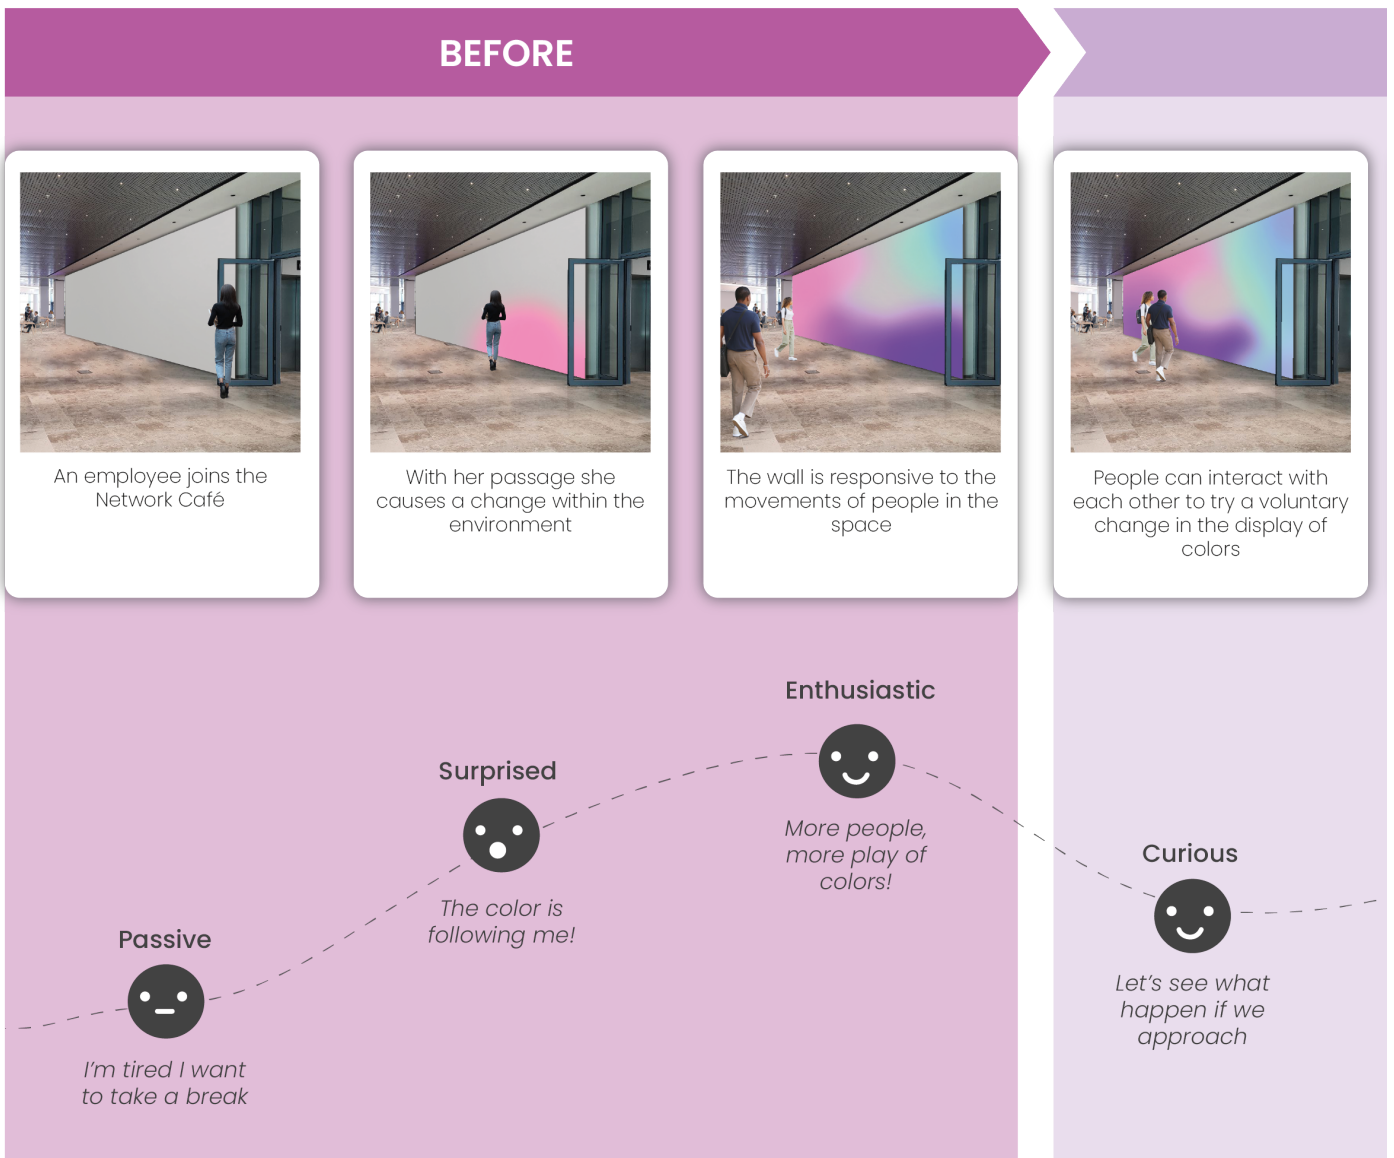 BEFORE
An employee joins the
Network Café
With her passage she
causes a change within the
environment
The wall is responsive to the
movements of people in the
space
People can interact with
each other to try a voluntary
change in the display of
colors
Passive
I'm tired I want
to take a break
Surprised
The color is
following me!
Enthusiastic
More people,
more play of
colors!
Curious
Let's see what
happen if we
approach